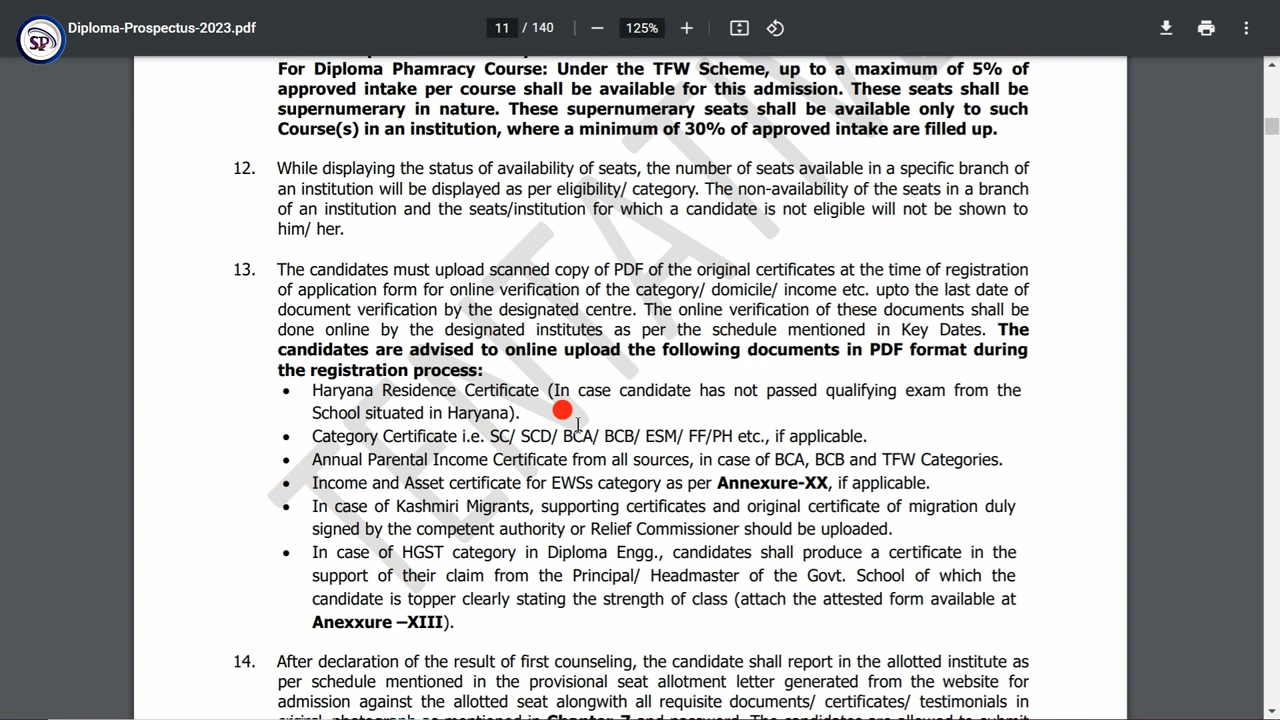 SP
Diploma-Prospectus-2023.pdf
11 / 140
125%
For Diploma Phamracy Course: Under the TFW Scheme, up to a maximum of 5% of
approved intake per course shall be available for this admission. These seats shall be
supernumerary in nature. These supernumerary seats shall be available only to such
Course(s) in an institution, where a minimum of 30% of approved intake are filled up.
12. While displaying the status of availability of seats, the number of seats available in a specific branch of
an institution will be displayed as per eligibility/ category. The non-availability of the seats in a branch
of an institution and the seats/institution for which a candidate is not eligible will not be shown to
him/ her.
13. The candidates must upload scanned copy of PDF of the original certificates at the time of registration
of application form for online verification of the category/ domicile/ income etc. upto the last date of
document verification by the designated centre. The online verification of these documents shall be
done online by the designated institutes as per the schedule mentioned in Key Dates. The
candidates are advised to online upload the following documents in PDF format during
the registration process:
• Haryana Residence Certificate (In case candidate has not passed qualifying exam from the
School situated in Haryana).
• Category Certificate i.e. SC/ SCD/ BCA/ BCB/ ESM/ FF/PH etc., if applicable.
• Annual Parental Income Certificate from all sources, in case of BCA, BCB and TFW Categories.
• Income and Asset certificate for EWSs category as per Annexure-XX, if applicable.
• In case of Kashmiri Migrants, supporting certificates and original certificate of migration duly
signed by the competent authority or Relief Commissioner should be uploaded.
• In case of HGST category in Diploma Engg., candidates shall produce a certificate in the
support of their claim from the Principal/ Headmaster of the Govt. School of which the
candidate is topper clearly stating the strength of class (attach the attested form available at
Anexxure –XIII).
14. After declaration of the result of first counseling, the candidate shall report in the allotted institute as
per schedule mentioned in the provisional seat allotment letter generated from the website for
admission against the allotted seat alongwith all requisite documents/ certificates/ testimonials in
TENTATIVE